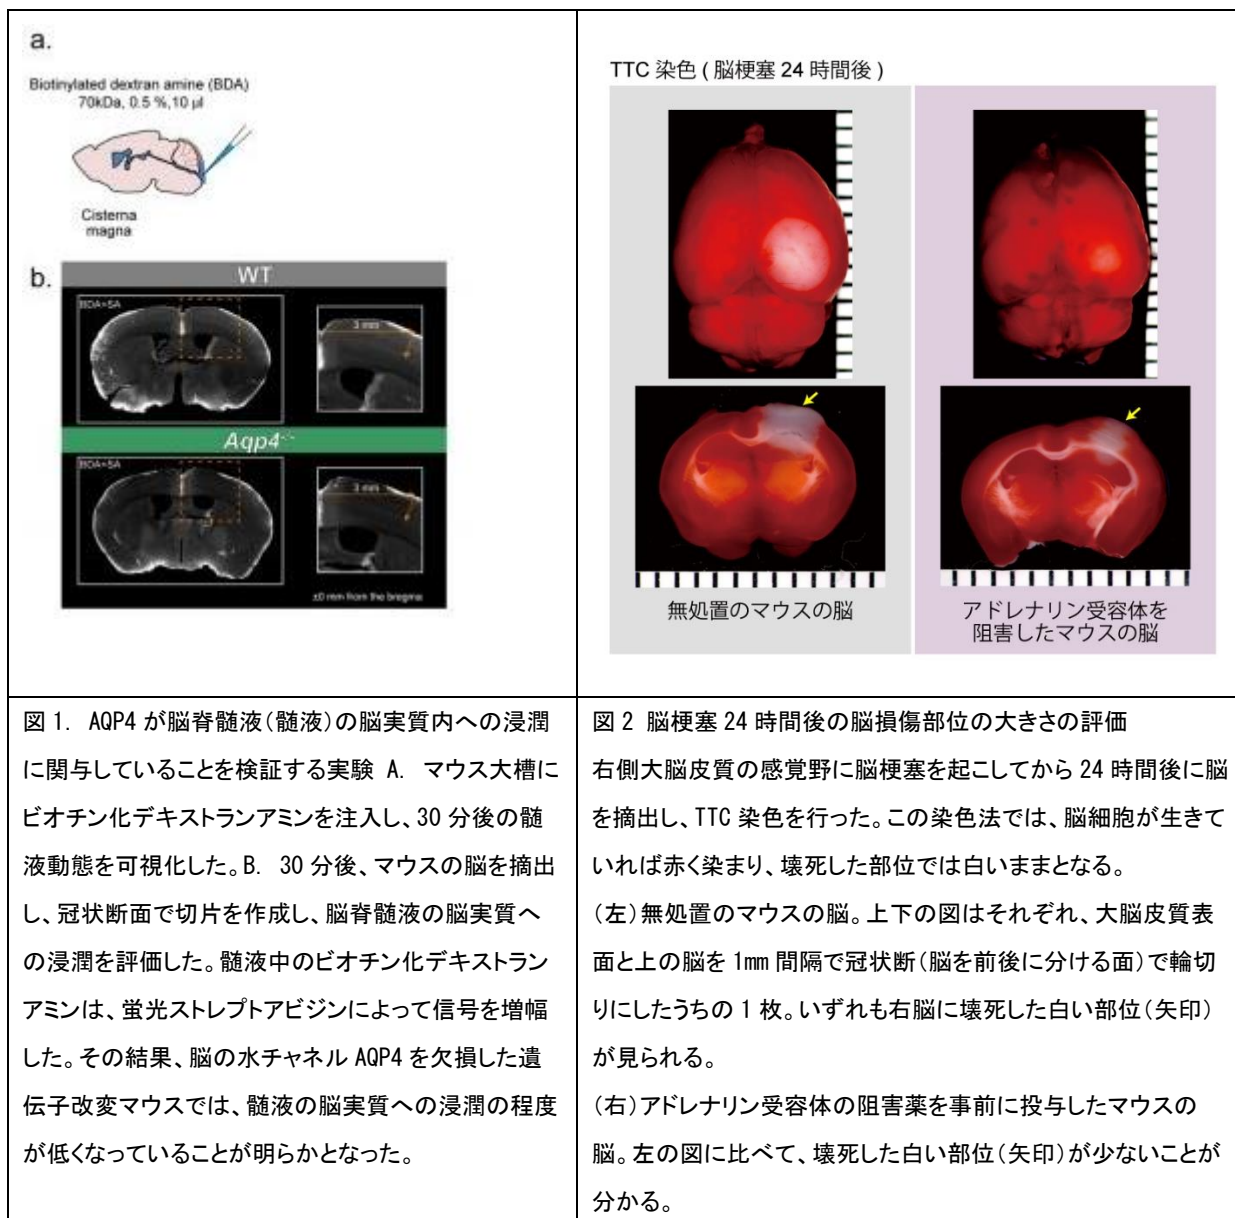 a.
Biotinylated dextran amine (BDA)
70kDa, 0.5 %,10 μl
Cisterna
magna
b.
WT
BDA+SA
3 mm
Aqp4-/-
BDA+SA
3 mm
±0 mm from the bregma
TTC 染色 ( 脳梗塞 24 時間後 )
無処置のマウスの脳
アドレナリン受容体を
阻害したマウスの脳
図 1. AQP4 が脳脊髄液(髄液)の脳実質内への浸潤
に関与していることを検証する実験 A. マウス大槽に
ビオチン化デキストランアミンを注入し、30 分後の髄
液動態を可視化した。B. 30 分後、マウスの脳を摘出
し、冠状断面で切片を作成し、脳脊髄液の脳実質へ
の浸潤を評価した。髄液中のビオチン化デキストラン
アミンは、蛍光ストレプトアビジンによって信号を増幅
した。その結果、脳の水チャネル AQP4 を欠損した遺
伝子改変マウスでは、髄液の脳実質への浸潤の程度
が低くなっていることが明らかとなった。
図 2 脳梗塞 24 時間後の脳損傷部位の大きさの評価
右側大脳皮質の感覚野に脳梗塞を起こしてから 24 時間後に脳
を摘出し、TTC 染色を行った。この染色法では、脳細胞が生きて
いれば赤く染まり、壊死した部位では白いままとなる。
(左)無処置のマウスの脳。上下の図はそれぞれ、大脳皮質表
面と上の脳を 1mm 間隔で冠状断(脳を前後に分ける面)で輪切
りにしたうちの 1 枚。いずれも右脳に壊死した白い部位(矢印)
が見られる。
(右)アドレナリン受容体の阻害薬を事前に投与したマウスの
脳。左の図に比べて、壊死した白い部位(矢印)が少ないことが
分かる。